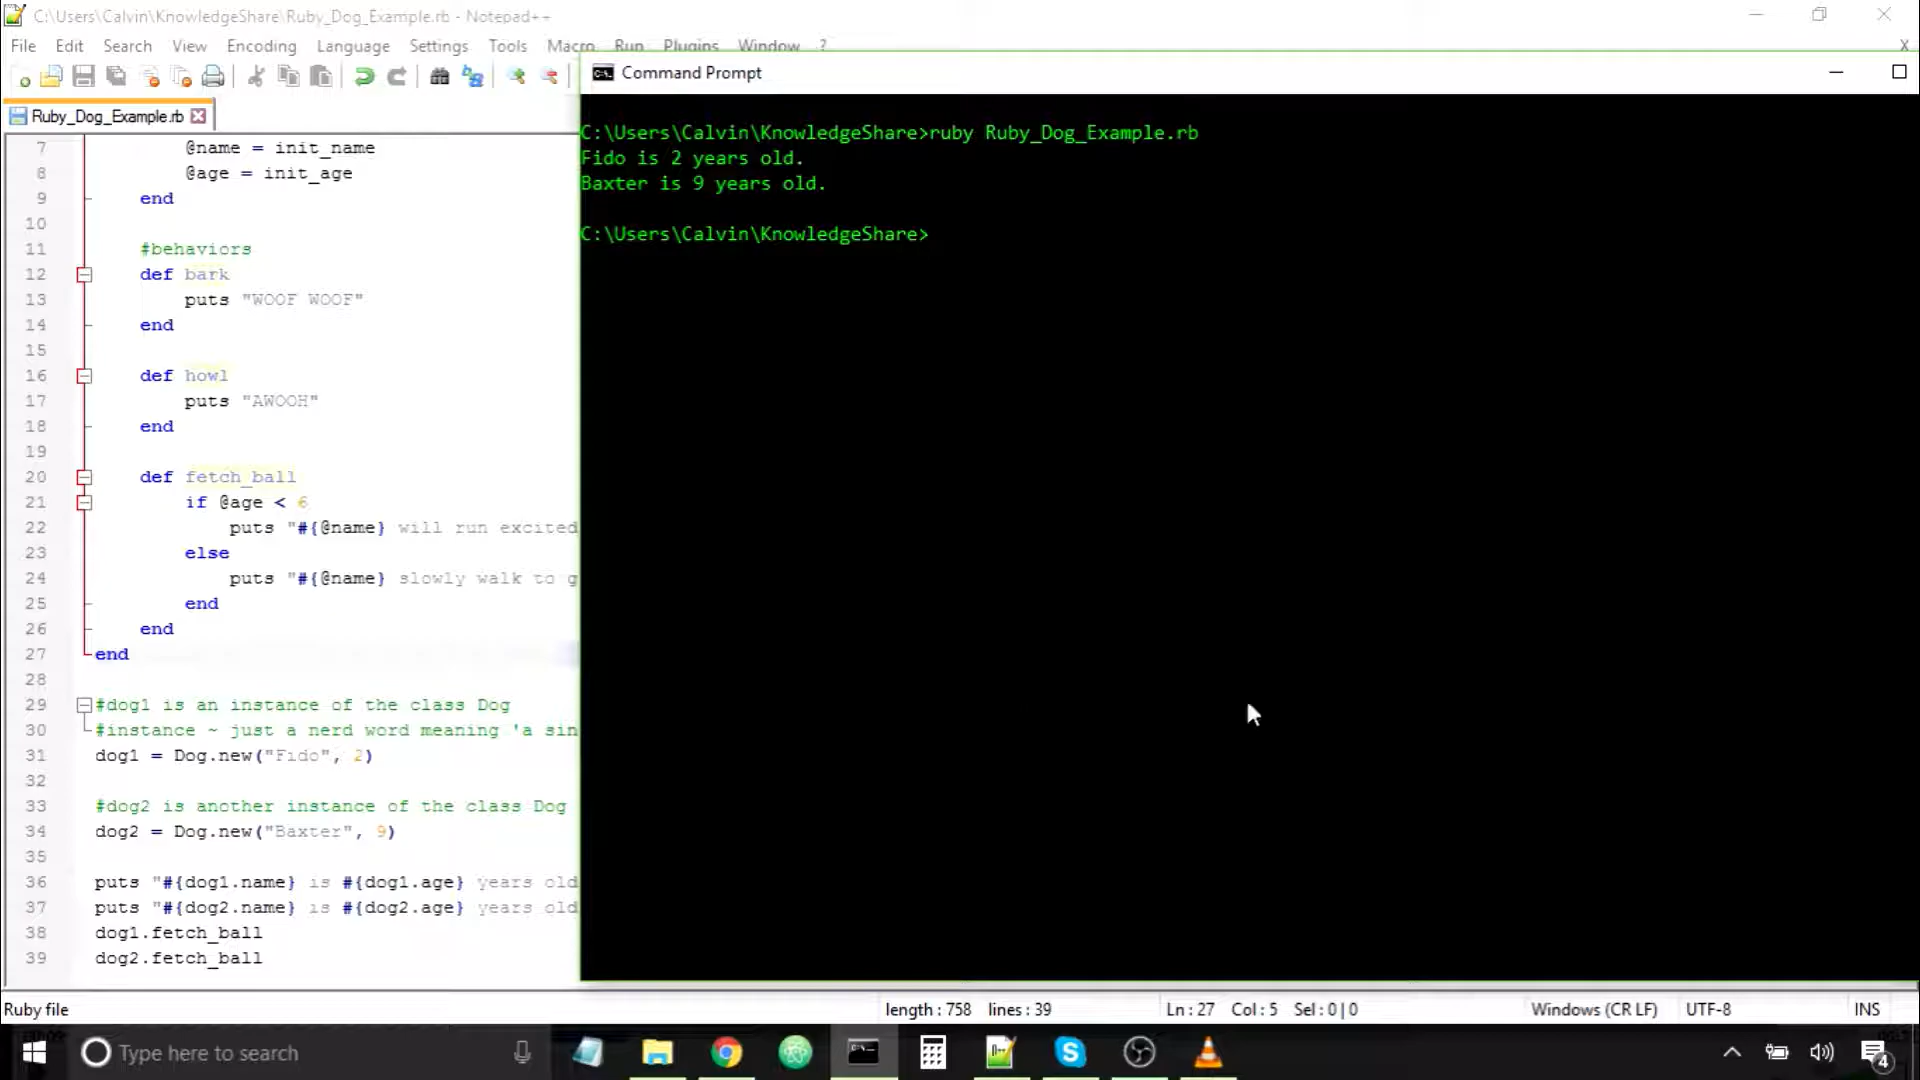 C:\Users\Calvin\KnowledgeShare\Ruby_Dog_Example.rb - Notepad++
File Edit Search View Encoding Language Settings Tools Macro Run Plugins Window ?
X
Ruby_Dog_Example.rb
7 @name = init_name
8 @age = init_age
9 end
10
11 #behaviors
12 def bark
13 puts "WOOF WOOF"
14 end
15
16 def howl
17 puts "AWOOH"
18 end
19
20 def fetch_ball
21 if @age < 6
22 puts "#{@name} will run excited
23 else
24 puts "#{@name} slowly walk to g
25 end
26 end
27 end
28
29 #dog1 is an instance of the class Dog
30 #instance ~ just a nerd word meaning 'a sin
31 dog1 = Dog.new("Fido", 2)
32
33 #dog2 is another instance of the class Dog
34 dog2 = Dog.new("Baxter", 9)
35
36 puts "#{dog1.name} is #{dog1.age} years old
37 puts "#{dog2.name} is #{dog2.age} years old
38 dog1.fetch_ball
39 dog2.fetch_ball
Command Prompt
C:\Users\Calvin\KnowledgeShare>ruby Ruby_Dog_Example.rb
Fido is 2 years old.
Baxter is 9 years old.
C:\Users\Calvin\KnowledgeShare>
Ruby file length : 758 lines : 39 Ln : 27 Col : 5 Sel : 0 | 0 Windows (CR LF) UTF-8 INS
Type here to search
4